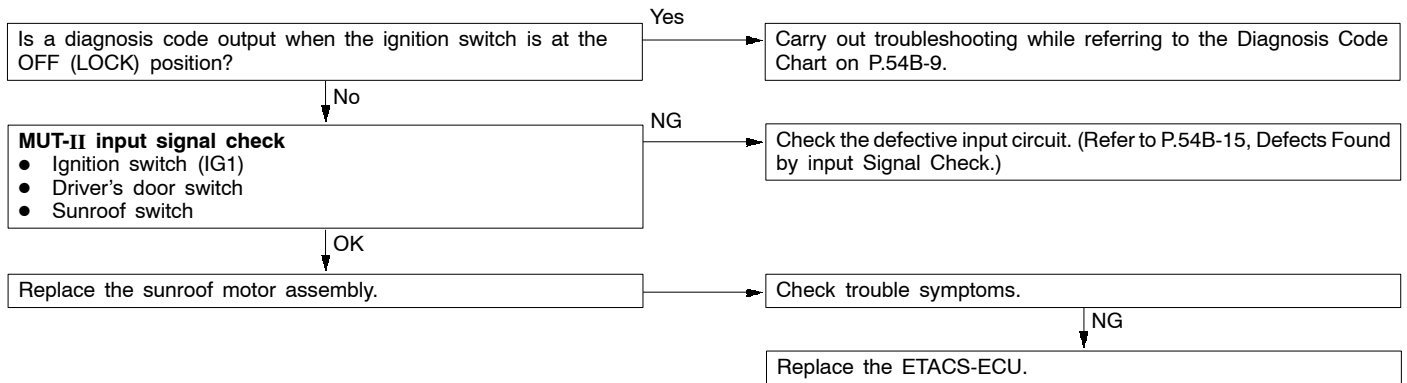 Is a diagnosis code output when the ignition switch is at the
OFF (LOCK) position?
Yes
Carry out troubleshooting while referring to the Diagnosis Code
Chart on P.54B-9.
No
MUT-II input signal check
● Ignition switch (IG1)
● Driver's door switch
● Sunroof switch
NG
Check the defective input circuit. (Refer to P.54B-15, Defects Found
by input Signal Check.)
OK
Replace the sunroof motor assembly.
Check trouble symptoms.
NG
Replace the ETACS-ECU.